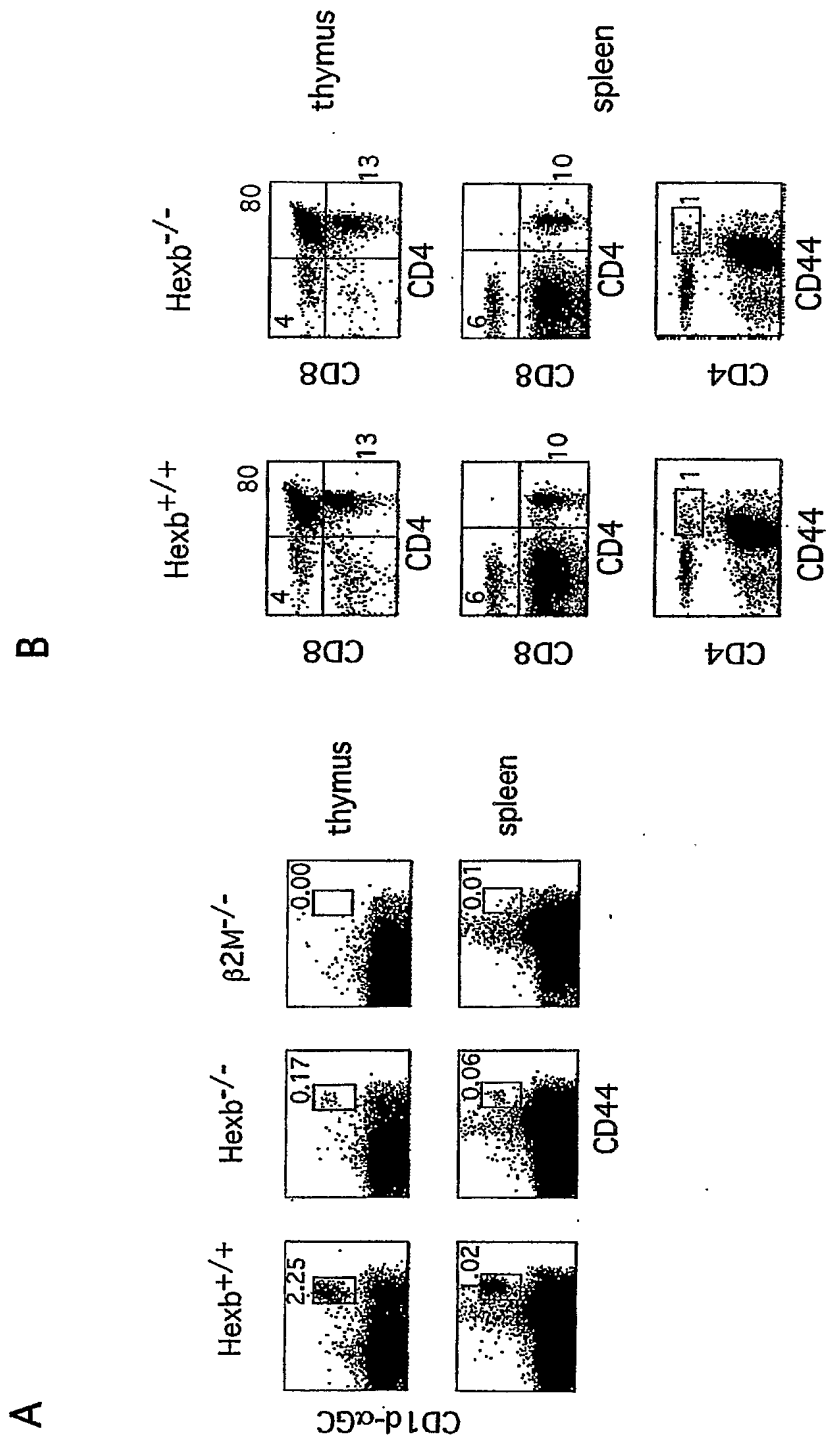 A
Hexb+/+ Hexb-/- β2M-/-
2.25 0.17 0.00
thymus
CD1d-αGC
1.02 0.06 0.01
spleen
CD44
B
Hexb+/+ Hexb-/-
80 80
4 4
CD8 CD8
13 13
CD4 CD4
thymus
6 6
CD8 CD8
10 10
CD4 CD4
spleen
1 1
CD4 CD4
CD44 CD44